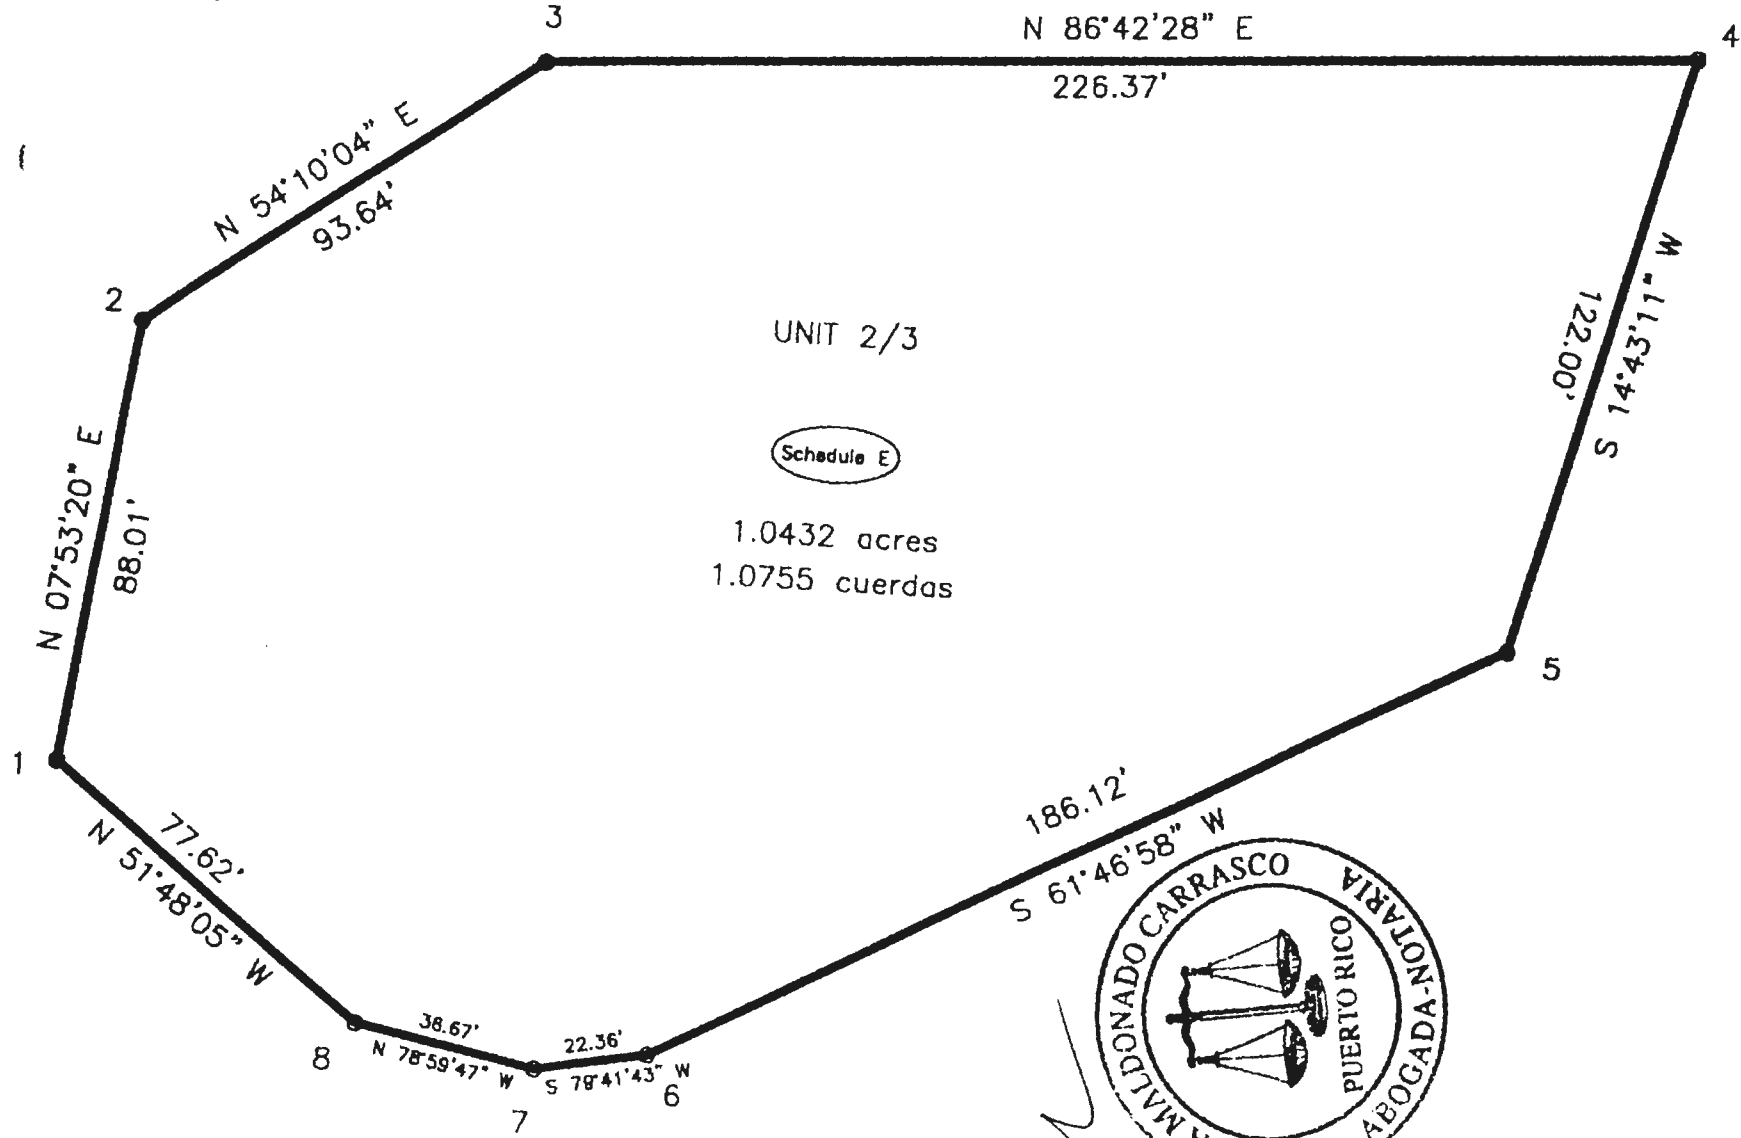 3
N 86°42'28" E
4
226.37'
N 54°10'04" E
93.64'
2
UNIT 2/3
S 14°43'11" W
122.00'
Schedule E
N 07°53'20" E
88.01'
1.0432 acres
1.0755 cuerdas
5
1
77.62'
N 51°48'05" W
186.12'
S 61°46'58" W
8
N 78°59'47" W
22.36'
S 79°41'43" W
6
7
MALDONADO CARRASCO
ABOGADA-NOTARIA
PUERTO RICO